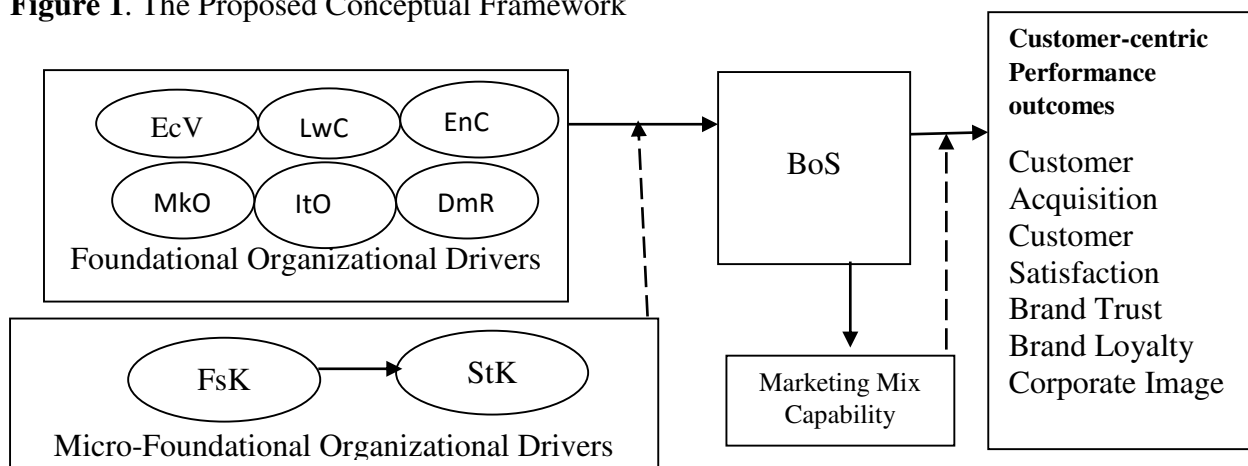 Figure 1. The Proposed Conceptual Framework
EcV
LwC
EnC
MkO
ItO
DmR
Foundational Organizational Drivers
FsK
StK
Micro-Foundational Organizational Drivers
BoS
Marketing Mix
Capability
Customer-centric
Performance
outcomes
Customer
Acquisition
Customer
Satisfaction
Brand Trust
Brand Loyalty
Corporate Image